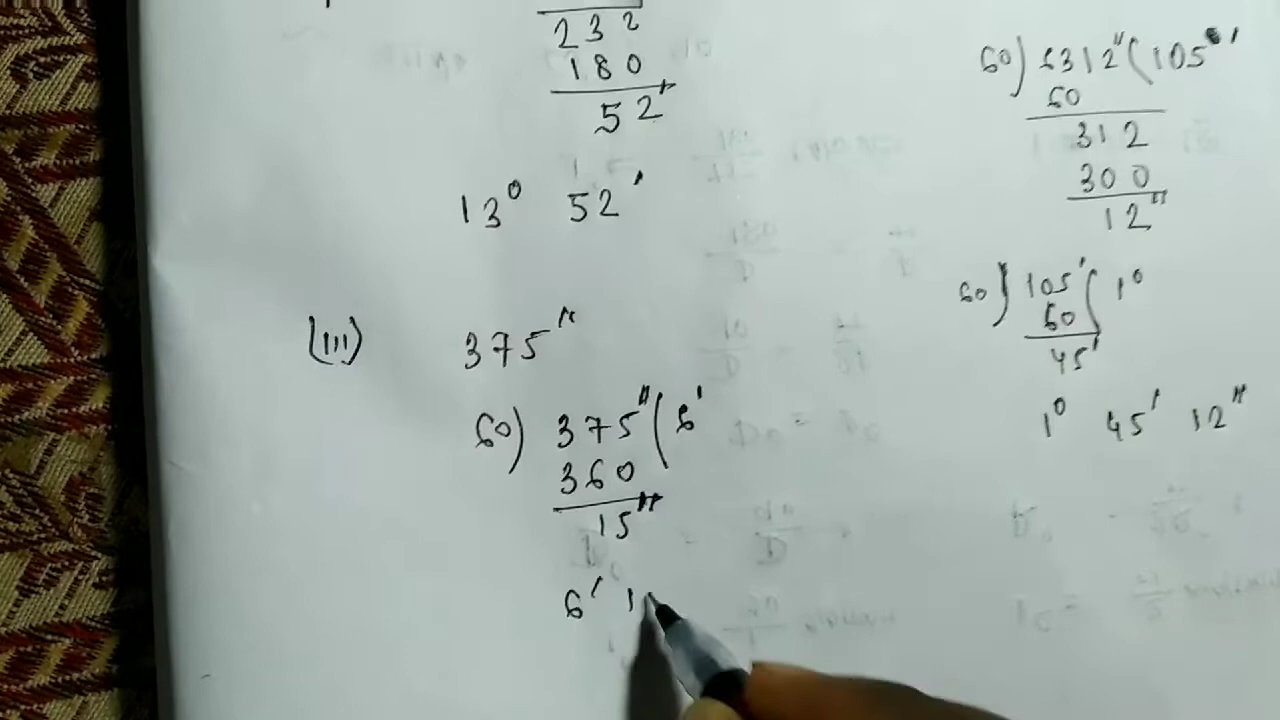 232
180
52"
13° 52'
(III) 375"
60) 375" (6'
360
15"
6' 1
60) 6312" (105'
60
312
300
12"
60) 105' (1°
60
45'
1° 45' 12"